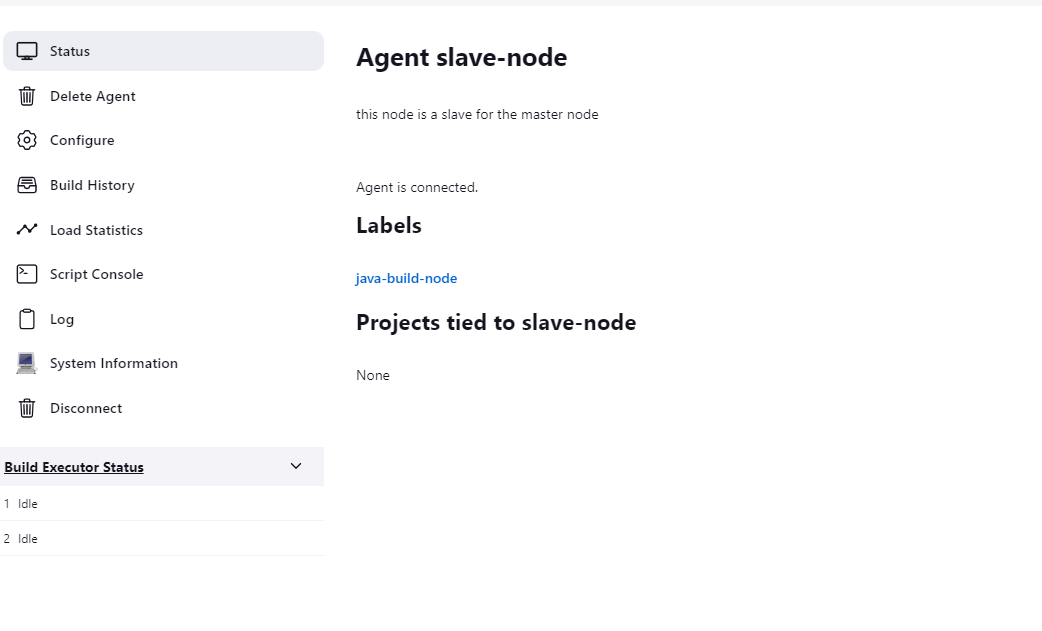 Status
Delete Agent
Configure
Build History
Load Statistics
Script Console
Log
System Information
Disconnect
Build Executor Status
1 Idle
2 Idle
Agent slave-node
this node is a slave for the master node
Agent is connected.
Labels
java-build-node
Projects tied to slave-node
None